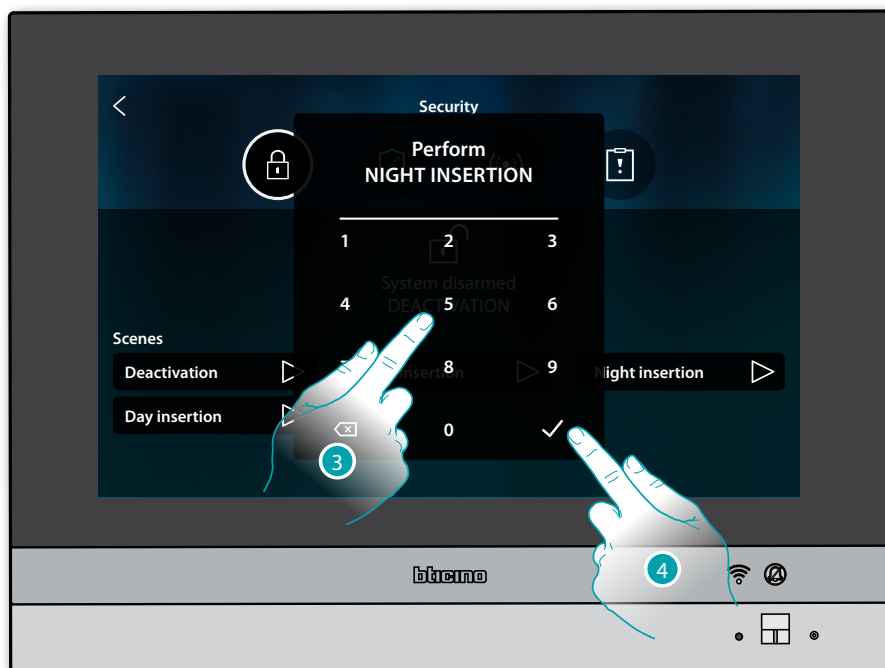 Security
Perform
NIGHT INSERTION
1 2 3
System disarmed
DEACTIVATION
4 5 6
Scenes
Deactivation
insertion
8 9
Night insertion
Day insertion
0
3
4
bticino